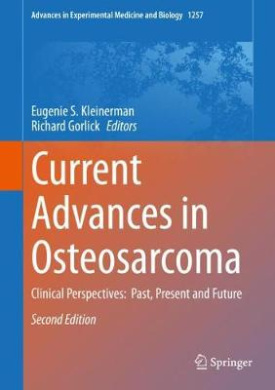 Advances in Experimental Medicine and Biology 1257
Eugenie S. Kleinerman
Richard Gorlick Editors
Current
Advances in
Osteosarcoma
Clinical Perspectives: Past, Present and Future
Second Edition
Springer